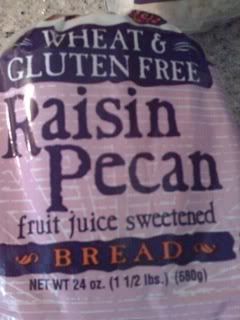 WHEAT &
GLUTEN FREE
Raisin
Pecan
fruit juice sweetened
BREAD
NET WT 24 oz. (1 1/2 lbs.) (680g)